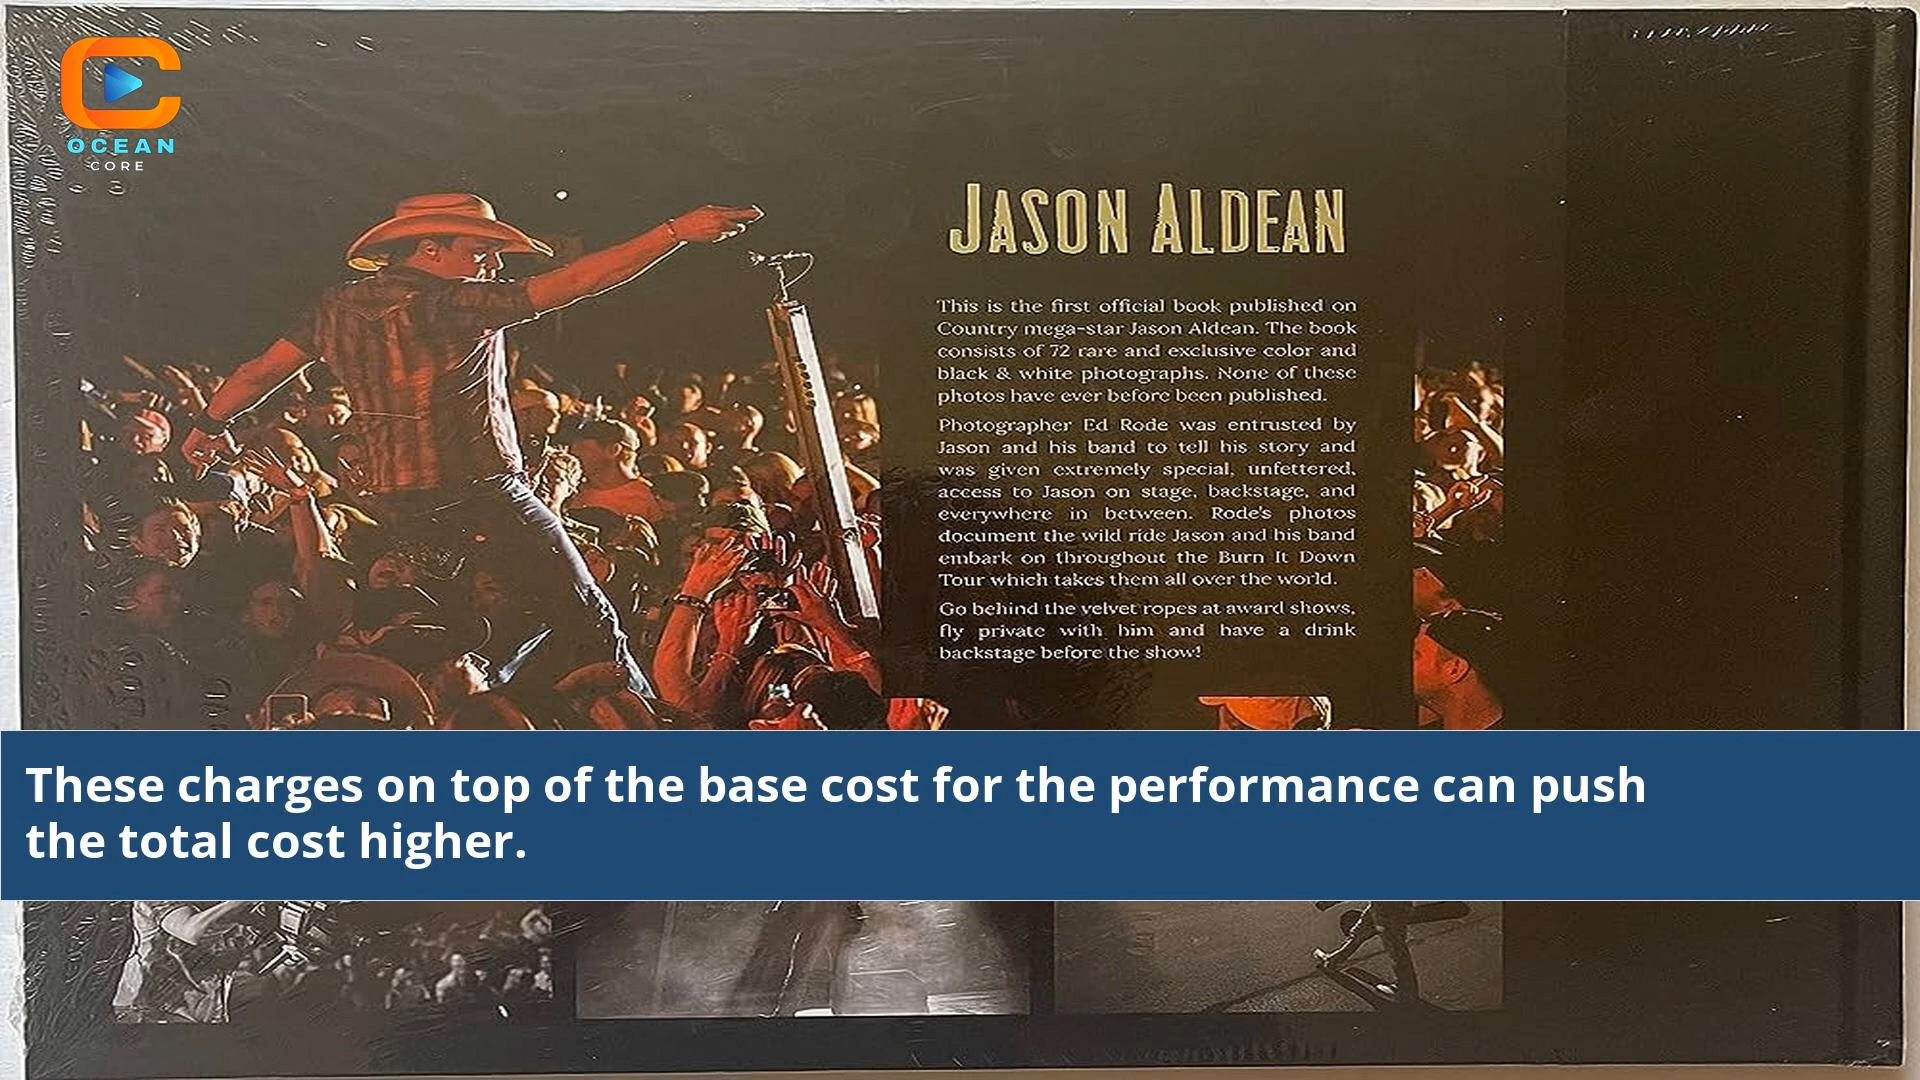 OCEAN
CORE
JASON ALDEAN
This is the first official book published on
Country mega-star Jason Aldean. The book
consists of 72 rare and exclusive color and
black & white photographs. None of these
photos have ever before been published.
Photographer Ed Rode was entrusted by
Jason and his band to tell his story and
was given extremely special, unfettered,
access to Jason on stage, backstage, and
everywhere in between. Rode's photos
document the wild ride Jason and his band
embark on throughout the Burn It Down
Tour which takes them all over the world.
Go behind the velvet ropes at award shows,
fly private with him and have a drink
backstage before the show!
These charges on top of the base cost for the performance can push
the total cost higher.